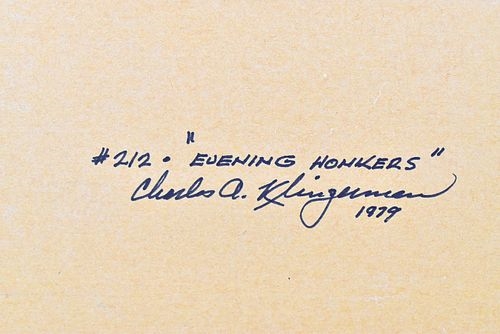 #212. "EVENING HONKERS"
Charles A. Klingerman
1979